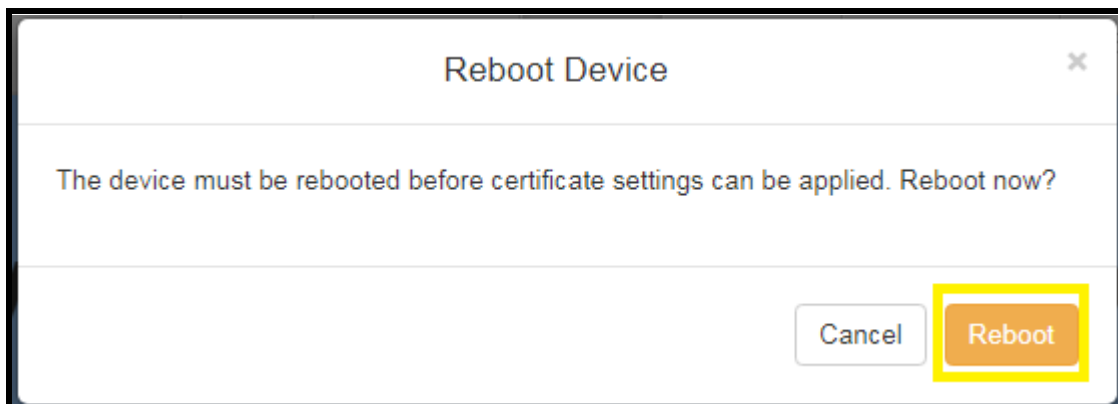 Reboot Device
×
The device must be rebooted before certificate settings can be applied. Reboot now?
Cancel Reboot